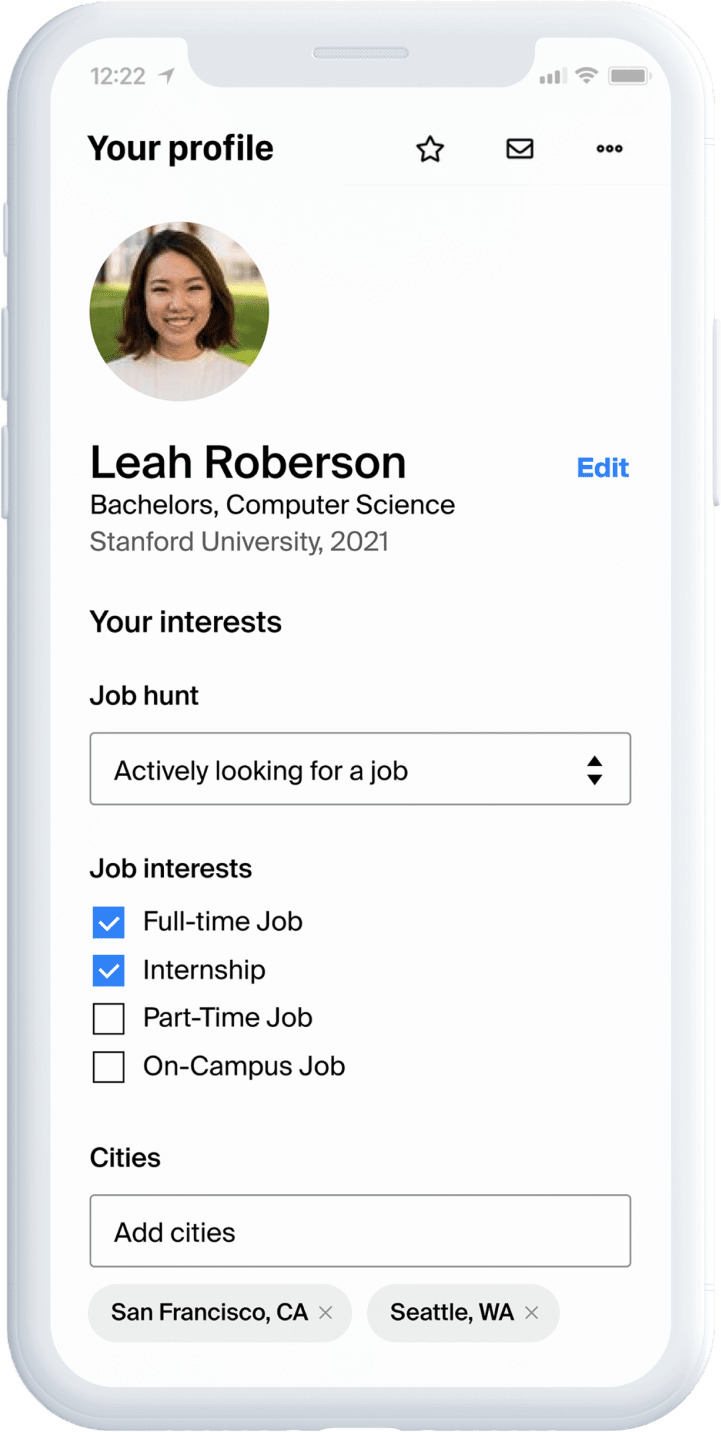 12:22
Your profile
Leah Roberson
Edit
Bachelors, Computer Science
Stanford University, 2021
Your interests
Job hunt
Actively looking for a job
Job interests
Full-time Job
Internship
Part-Time Job
On-Campus Job
Cities
Add cities
San Francisco, CA ×
Seattle, WA ×